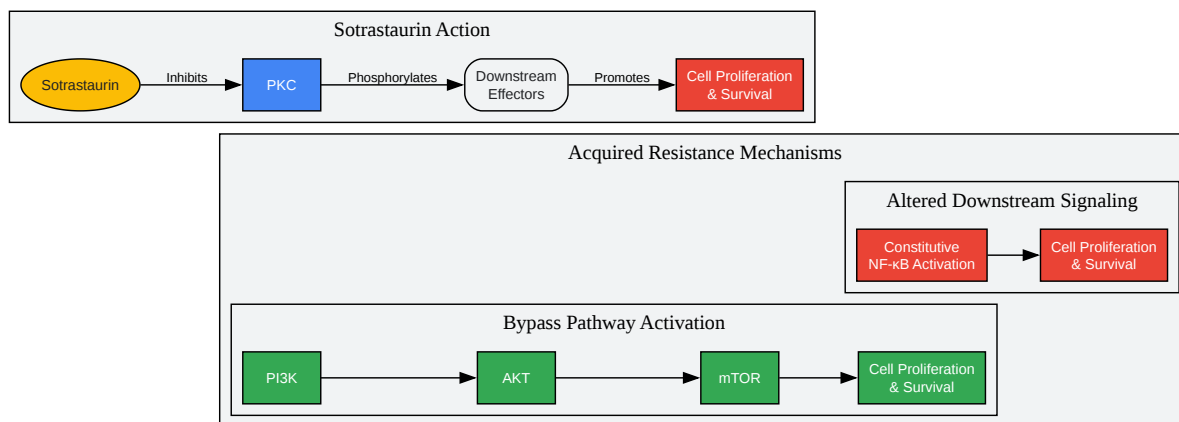 Sotrastaurin Action
Sotrastaurin
Inhibits
PKC
Phosphorylates
Downstream
Effectors
Promotes
Cell Proliferation
& Survival
Acquired Resistance Mechanisms
Altered Downstream Signaling
Constitutive
NF-κB Activation
Cell Proliferation
& Survival
Bypass Pathway Activation
PI3K
AKT
mTOR
Cell Proliferation
& Survival